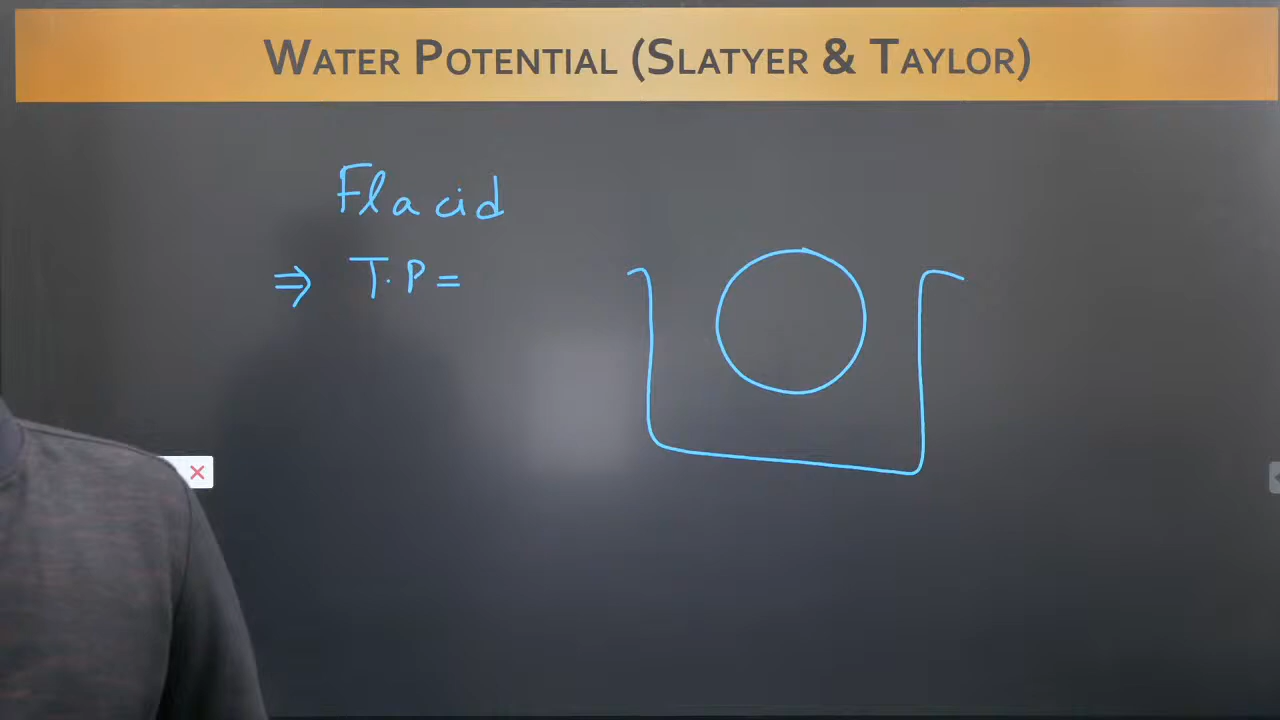 WATER POTENTIAL (SLATYER & TAYLOR)
Flacid
⇒ T.P =